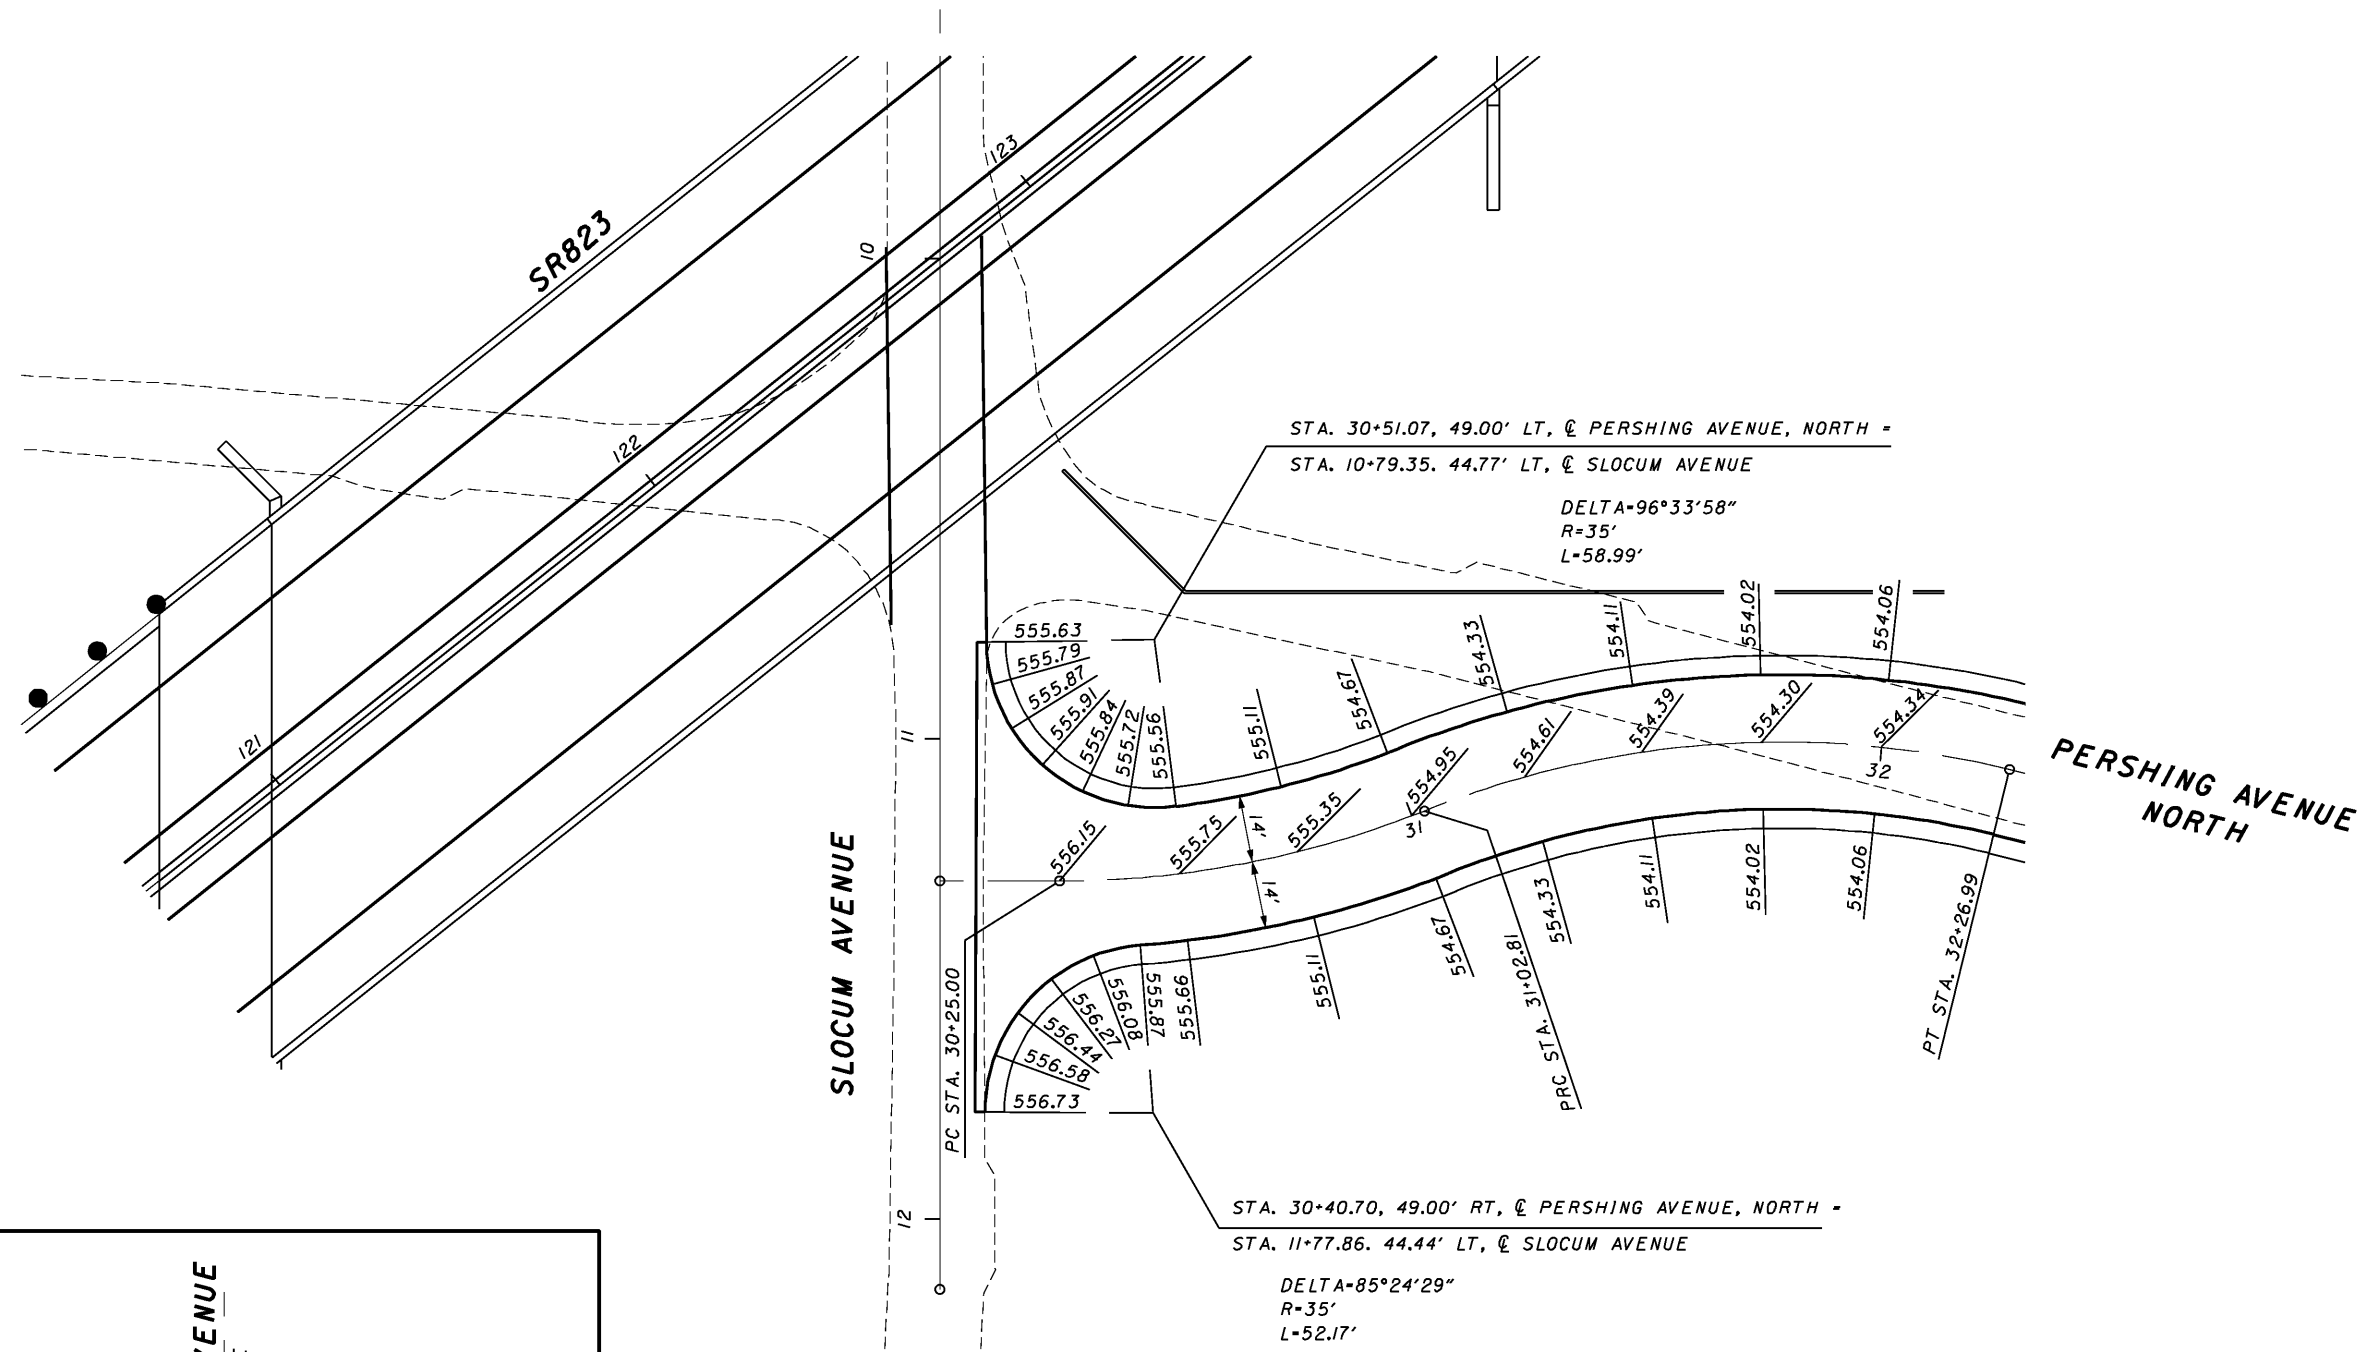 123
SR823
10
122
STA. 30+51.07, 49.00' LT, ℄ PERSHING AVENUE, NORTH =
STA. 10+79.35. 44.77' LT, ℄ SLOCUM AVENUE
DELTA=96°33'58"
R=35'
L=58.99'
555.63
555.79
555.87
555.91
555.84
555.72
555.56
555.11
554.67
554.33
554.11
554.02
554.06
121
11
556.15
555.75
555.35
554.95
554.61
554.39
554.30
554.34
31
32
14'
14'
PERSHING AVENUE
NORTH
SLOCUM AVENUE
PC STA. 30+25.00
556.73
556.58
556.44
556.27
556.08
555.87
555.66
555.11
554.67
554.33
554.11
554.02
554.06
PRC STA. 31+02.81
PT STA. 32+26.99
12
STA. 30+40.70, 49.00' RT, ℄ PERSHING AVENUE, NORTH =
STA. 11+77.86. 44.44' LT, ℄ SLOCUM AVENUE
DELTA=85°24'29"
R=35'
L=52.17'
VENUE